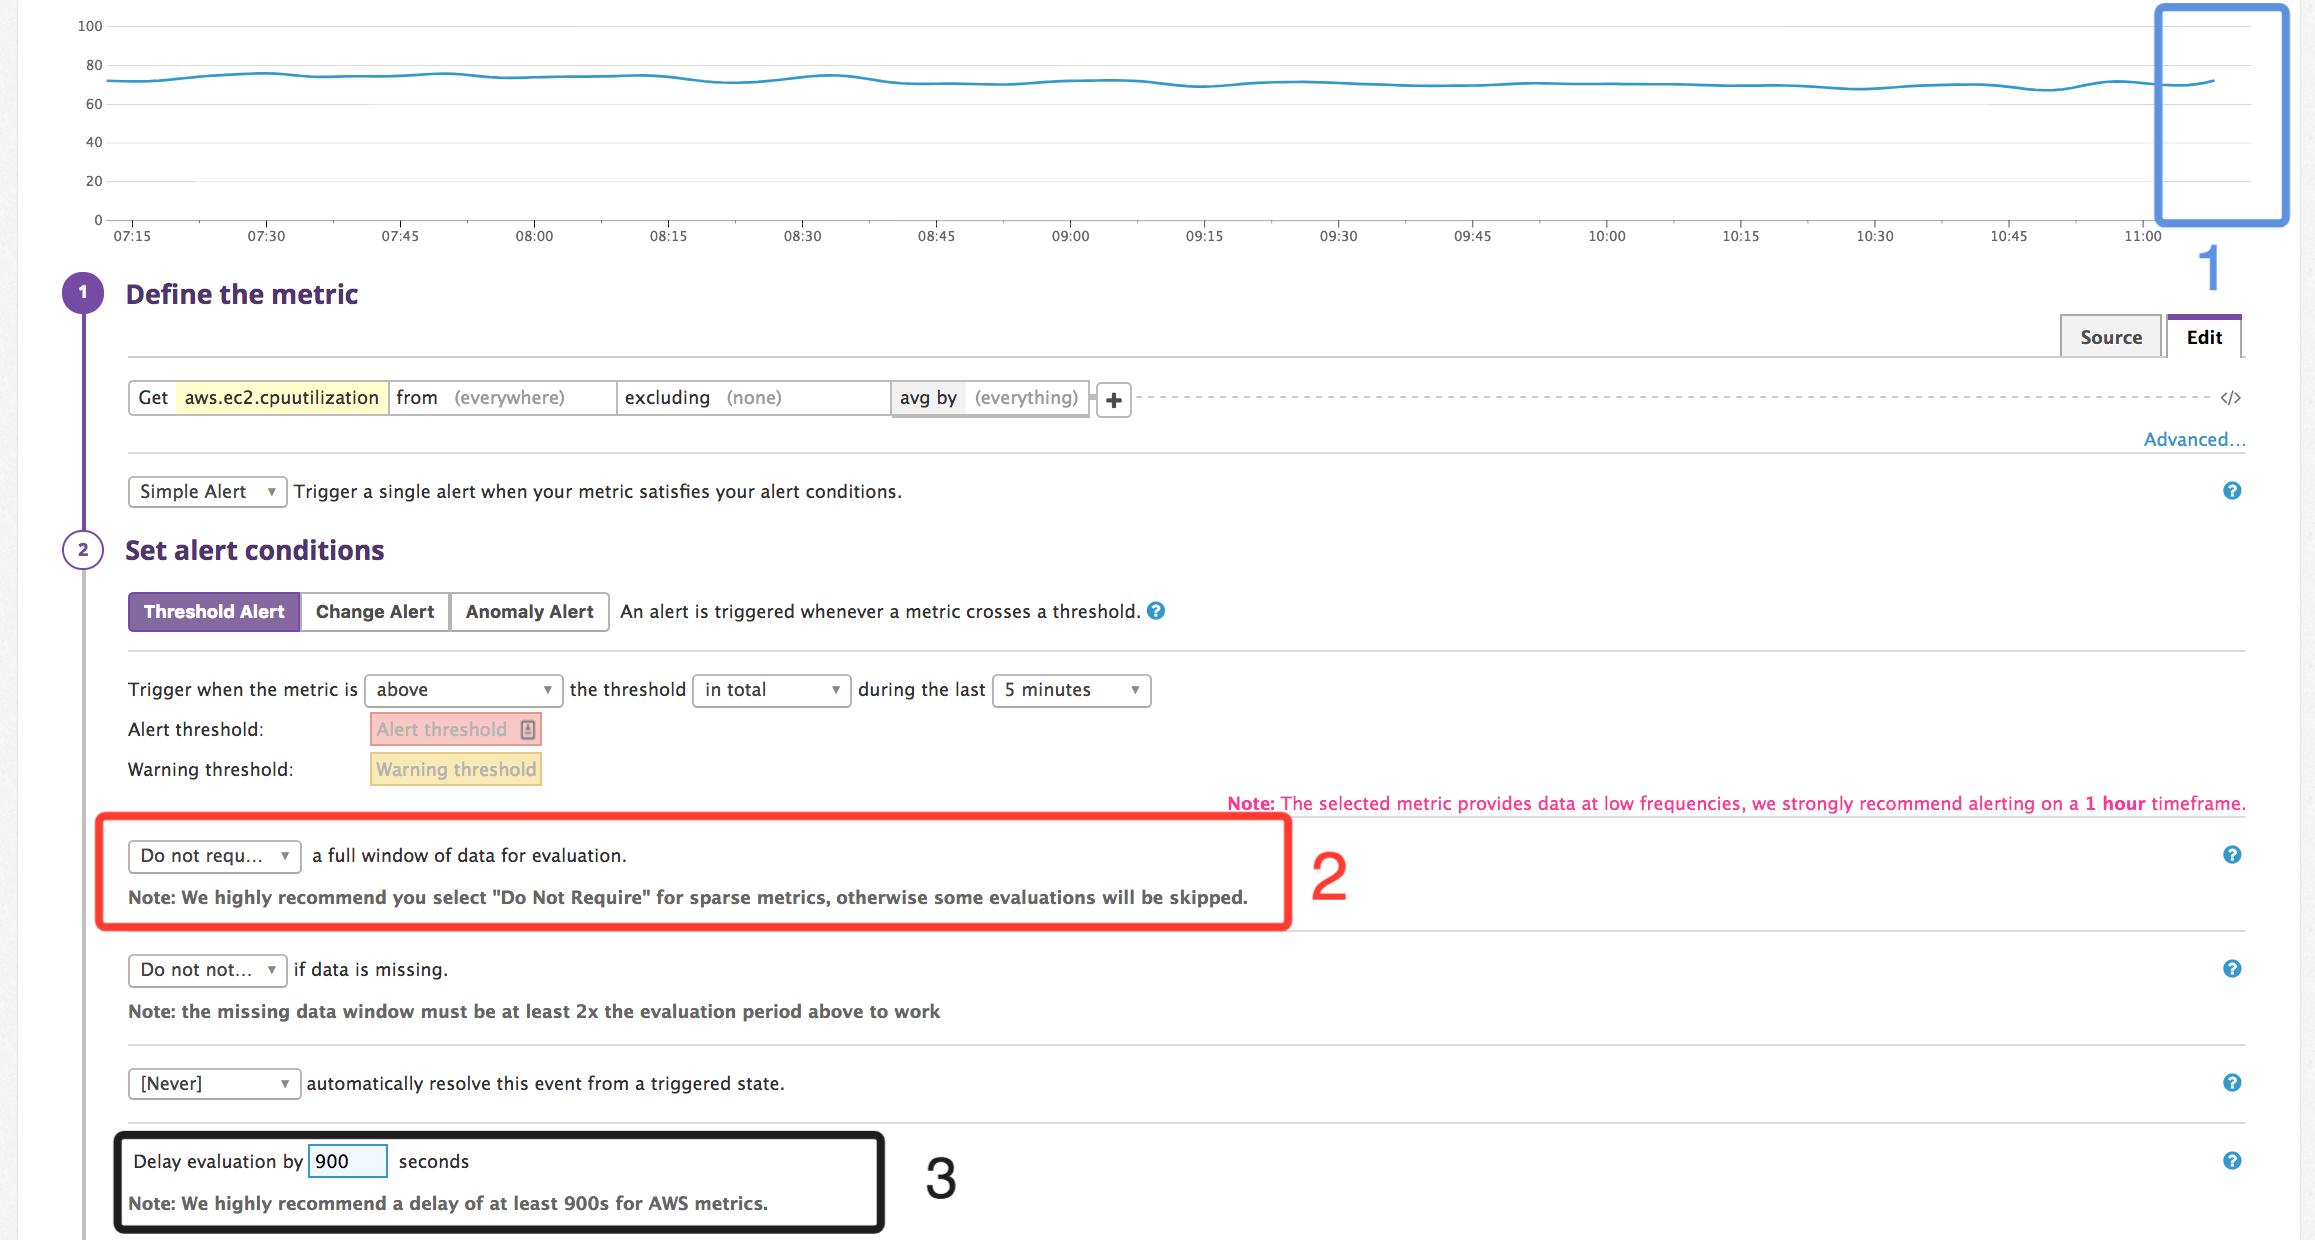 100
80
60
40
20
0
07:15 07:30 07:45 08:00 08:15 08:30 08:45 09:00 09:15 09:30 09:45 10:00 10:15 10:30 10:45 11:00
1
1 Define the metric
Source Edit
Get aws.ec2.cpuutilization from (everywhere) excluding (none) avg by (everything) + </>
Advanced...
Simple Alert ▼ Trigger a single alert when your metric satisfies your alert conditions. ?
2 Set alert conditions
Threshold Alert Change Alert Anomaly Alert An alert is triggered whenever a metric crosses a threshold. ?
Trigger when the metric is above ▼ the threshold in total ▼ during the last 5 minutes ▼
Alert threshold: Alert threshold
Warning threshold: Warning threshold
Note: The selected metric provides data at low frequencies, we strongly recommend alerting on a 1 hour timeframe.
Do not requ... ▼ a full window of data for evaluation. ?
2
Note: We highly recommend you select "Do Not Require" for sparse metrics, otherwise some evaluations will be skipped.
Do not not... ▼ if data is missing. ?
Note: the missing data window must be at least 2x the evaluation period above to work
[Never] ▼ automatically resolve this event from a triggered state. ?
Delay evaluation by 900 seconds ?
3
Note: We highly recommend a delay of at least 900s for AWS metrics.